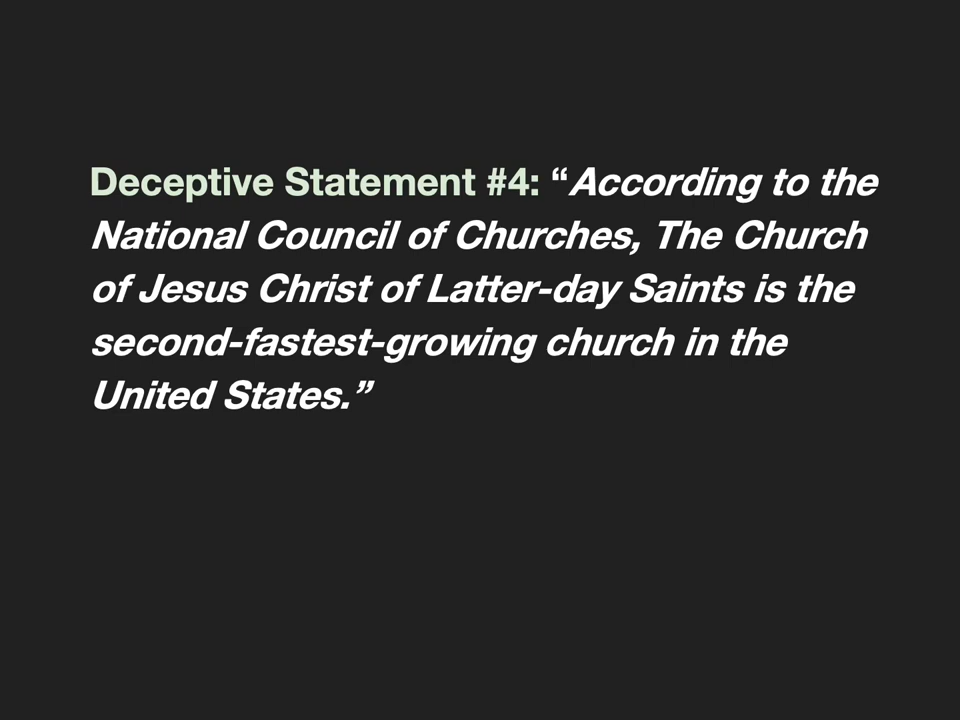 Deceptive Statement #4: “According to the
National Council of Churches, The Church
of Jesus Christ of Latter-day Saints is the
second-fastest-growing church in the
United States.”